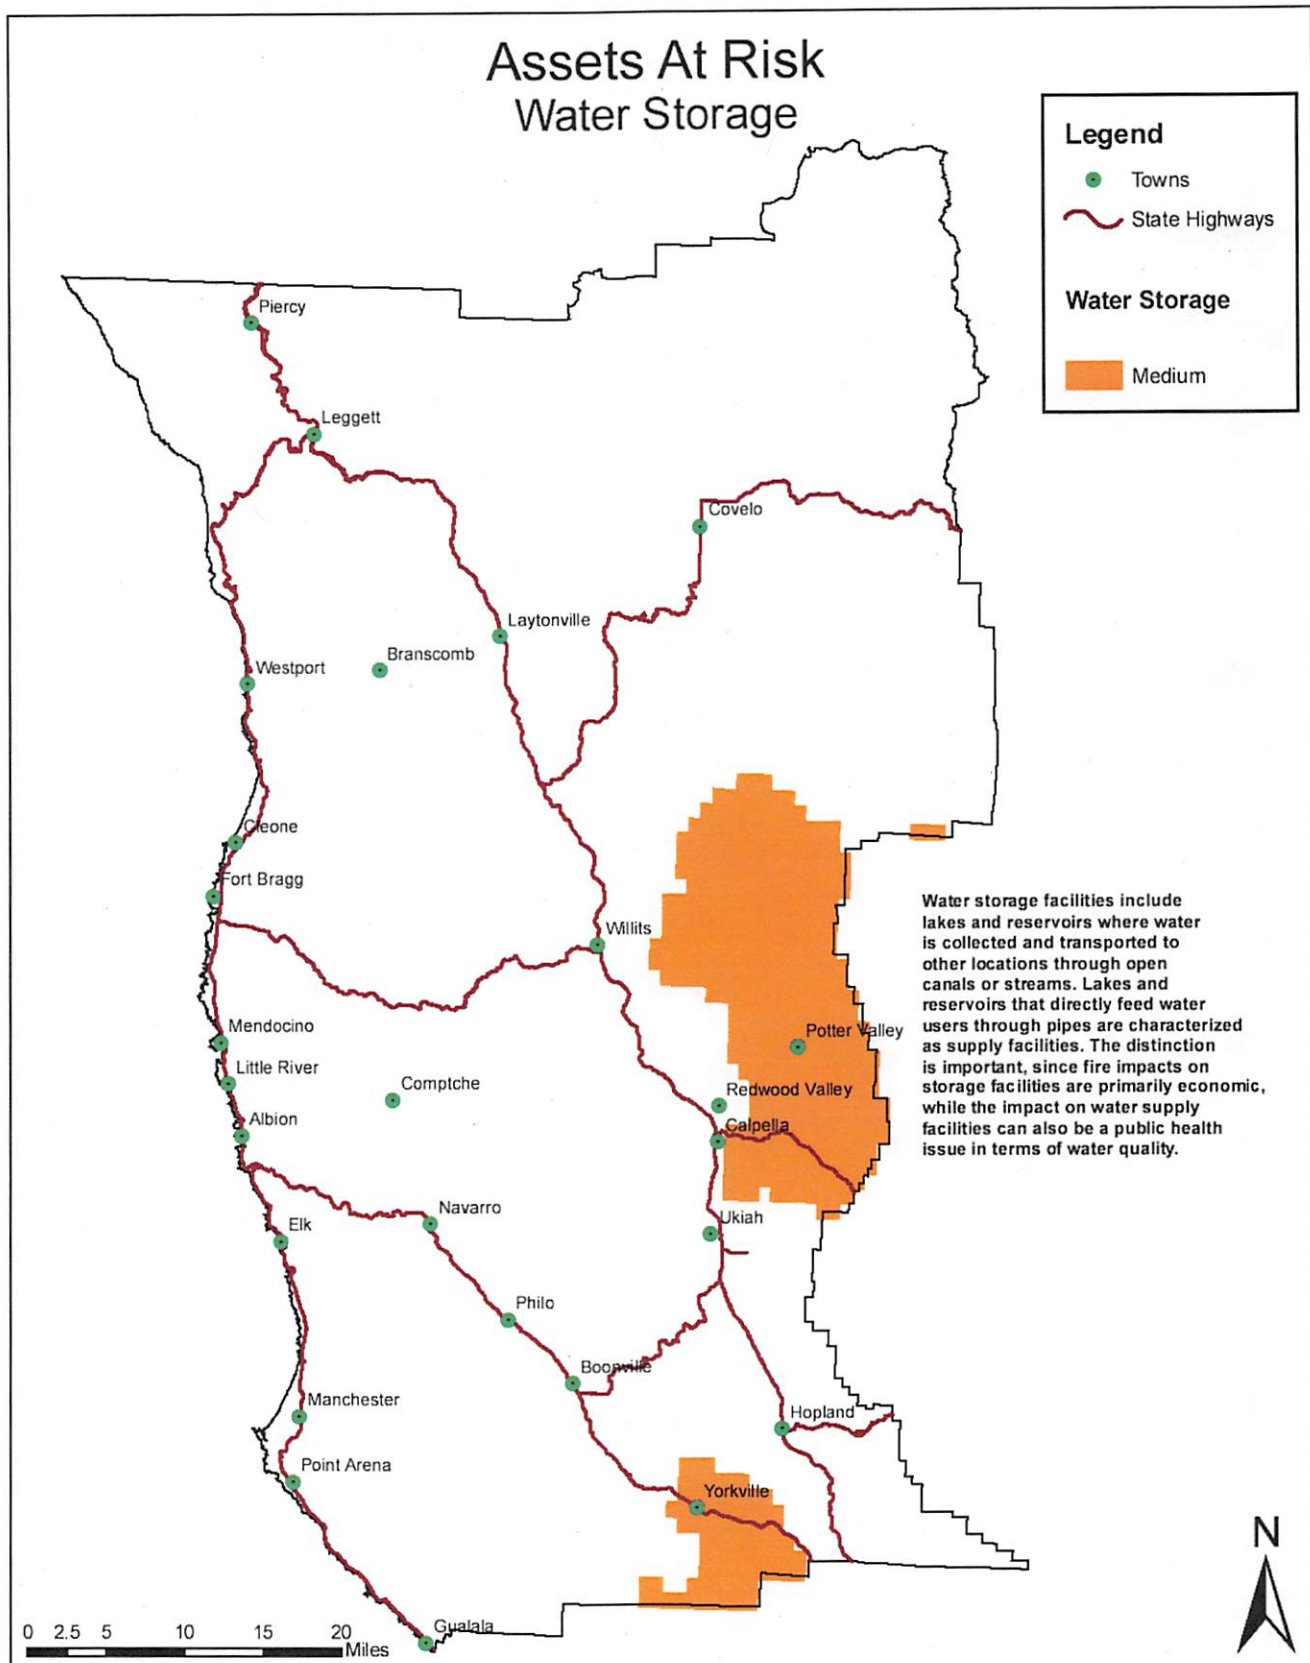 Assets At Risk
Water Storage
Legend
Towns
State Highways
Water Storage
Medium
Piercy
Leggett
Covelo
Laytonville
Branscomb
Westport
Cleone
Fort Bragg
Willits
Water storage facilities include
lakes and reservoirs where water
is collected and transported to
other locations through open
canals or streams. Lakes and
reservoirs that directly feed water
users through pipes are characterized
as supply facilities. The distinction
is important, since fire impacts on
storage facilities are primarily economic,
while the impact on water supply
facilities can also be a public health
issue in terms of water quality.
Mendocino
Potter Valley
Little River
Comptche
Redwood Valley
Albion
Calpella
Navarro
Elk
Ukiah
Philo
Boonville
Manchester
Hopland
Point Arena
Yorkville
N
Gualala
0 2.5 5 10 15 20
Miles